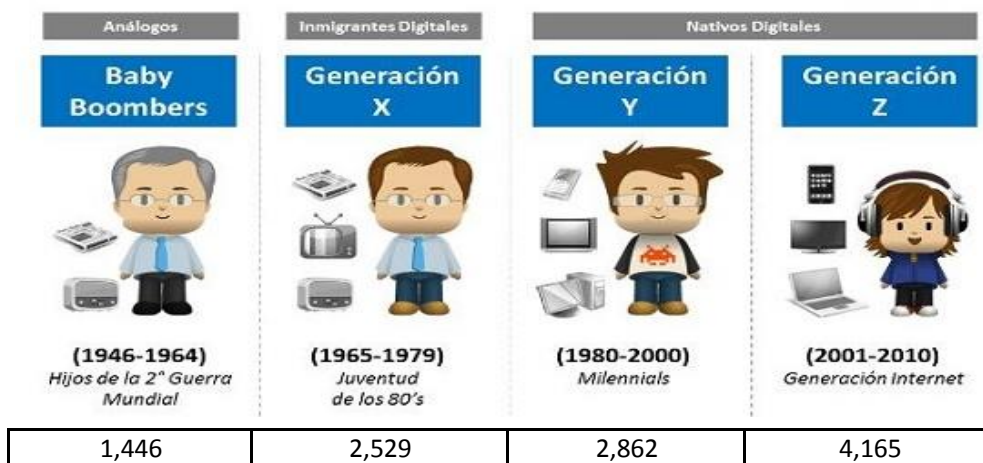 Análogos
Inmigrantes Digitales
Nativos Digitales
Baby
Boombers
Generación
X
Generación
Y
Generación
Z
(1946-1964)
Hijos de la 2° Guerra
Mundial
(1965-1979)
Juventud
de los 80's
(1980-2000)
Milennials
(2001-2010)
Generación Internet
1,446
2,529
2,862
4,165